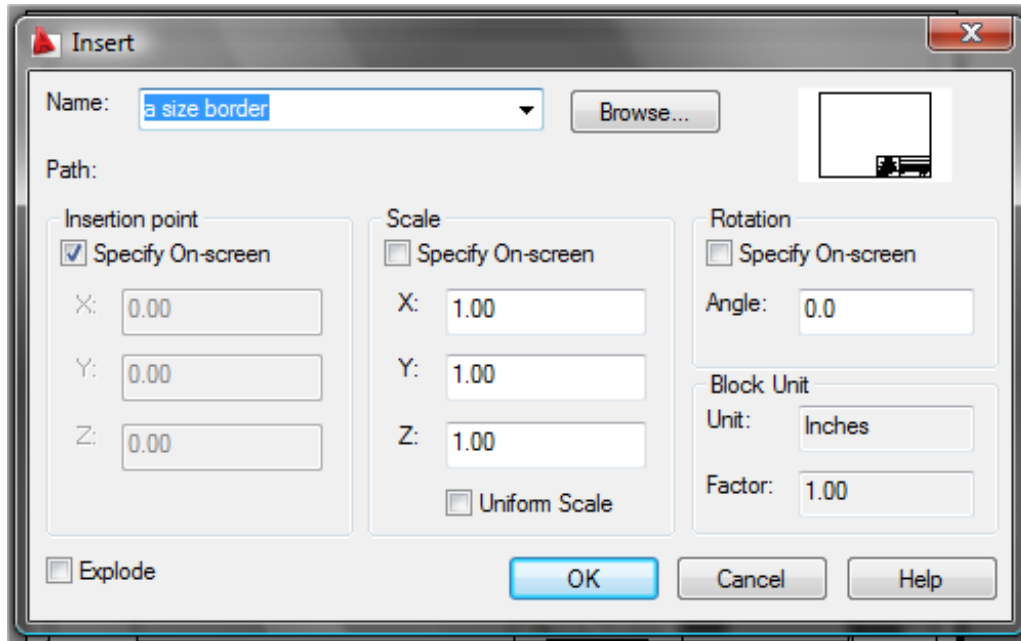 Insert
Name: a size border Browse...
Path:
Insertion point
Specify On-screen
X: 0.00
Y: 0.00
Z: 0.00
Scale
Specify On-screen
X: 1.00
Y: 1.00
Z: 1.00
Uniform Scale
Rotation
Specify On-screen
Angle: 0.0
Block Unit
Unit: Inches
Factor: 1.00
Explode
OK Cancel Help